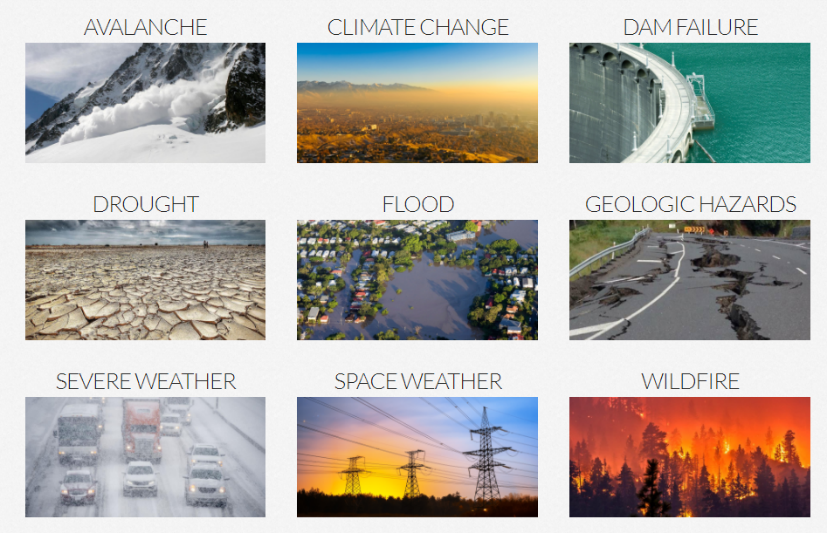 AVALANCHE
CLIMATE CHANGE
DAM FAILURE
DROUGHT
FLOOD
GEOLOGIC HAZARDS
SEVERE WEATHER
SPACE WEATHER
WILDFIRE